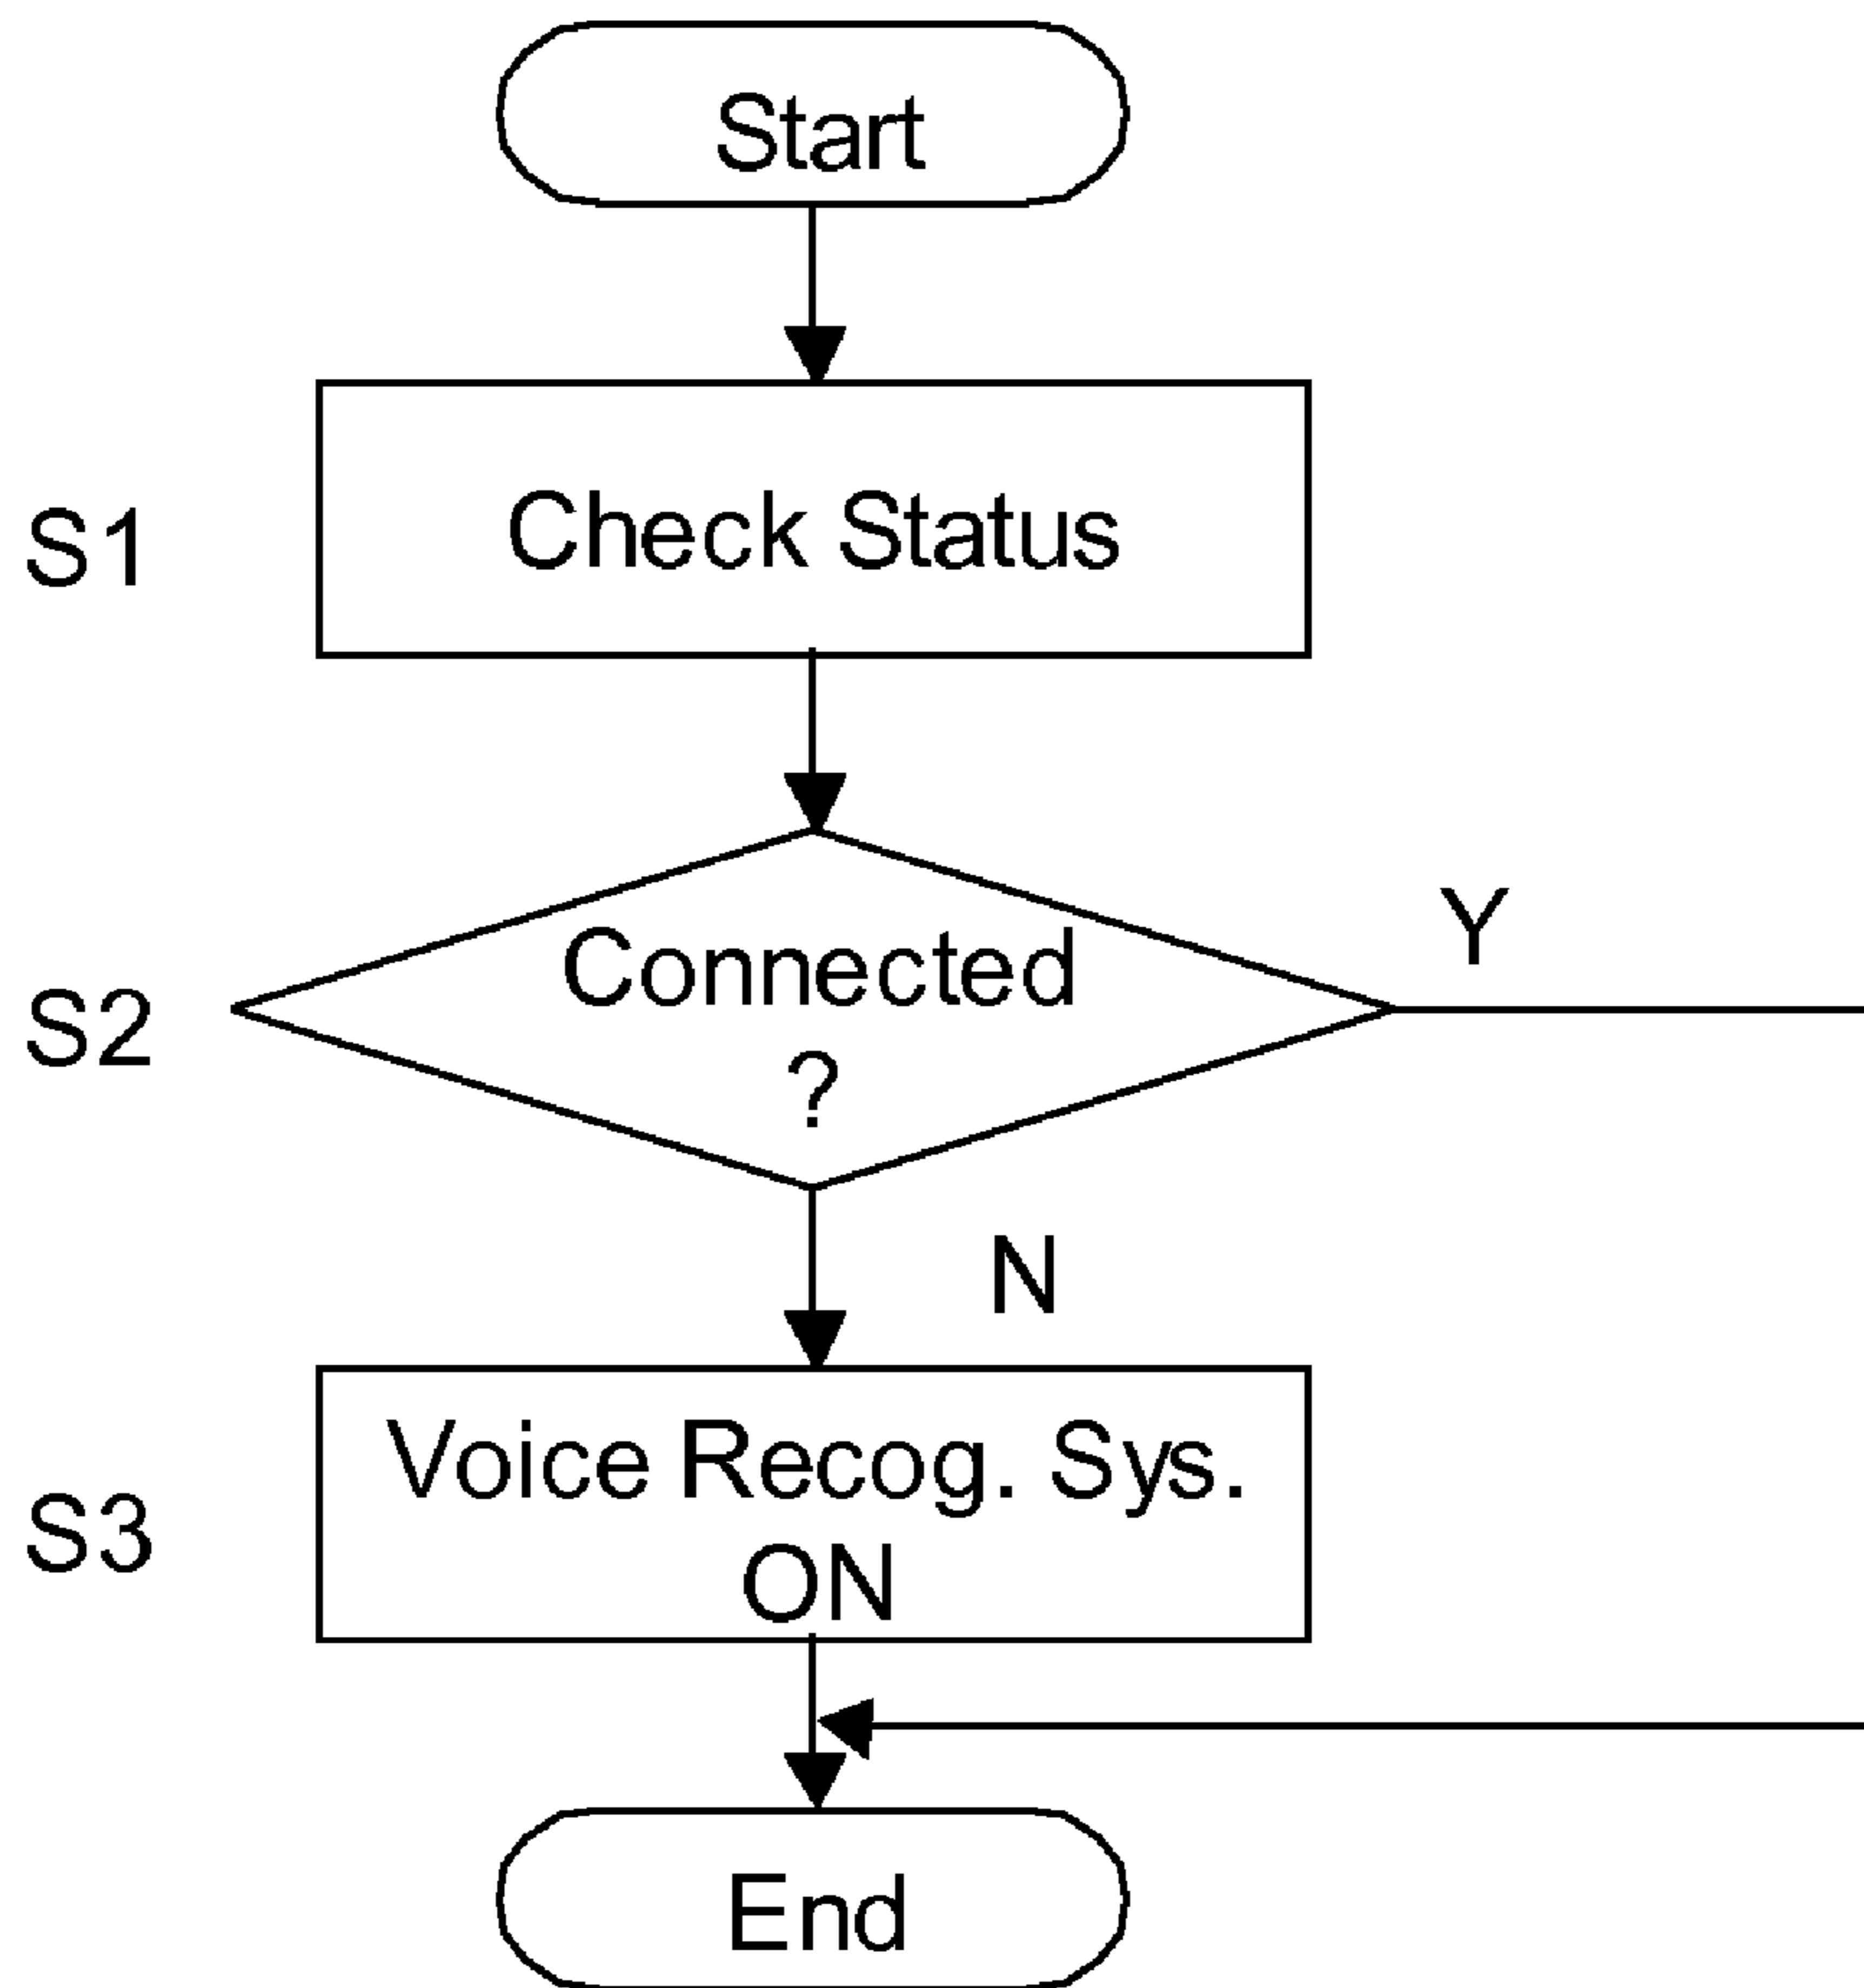 Start
S1
Check Status
S2
Connected
?
Y
N
S3
Voice Recog. Sys.
ON
End